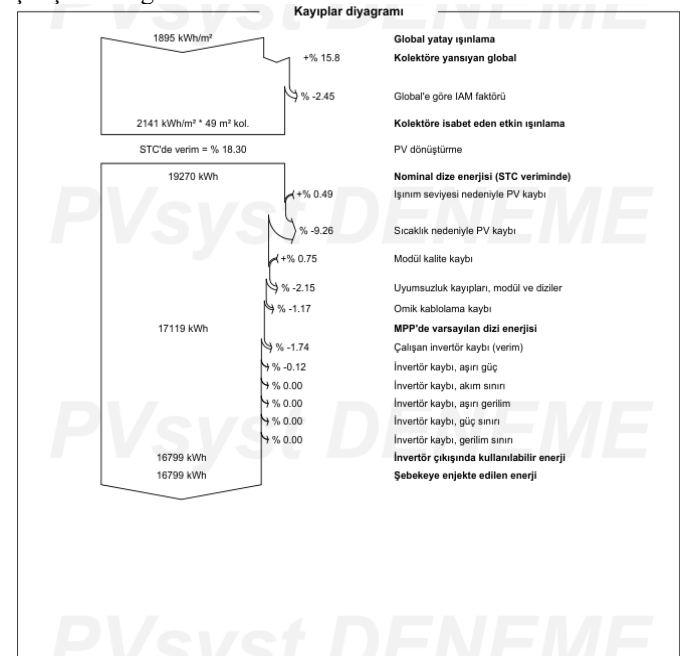 Kayıplar diyagramı
1895 kWh/m² Global yatay ışınlama
+% 15.8 Kolektöre yansıyan global
% -2.45 Global'e göre IAM faktörü
2141 kWh/m² * 49 m² kol. Kolektöre isabet eden etkin ışınlama
STC'de verim = % 18.30 PV dönüştürme
19270 kWh Nominal dize enerjisi (STC veriminde)
+% 0.49 Işınım seviyesi nedeniyle PV kaybı
PVsyst DENEME
% -9.26 Sıcaklık nedeniyle PV kaybı
+% 0.75 Modül kalite kaybı
% -2.15 Uyumsuzluk kayıpları, modül ve diziler
% -1.17 Omik kablolama kaybı
17119 kWh MPP'de varsayılan dizi enerjisi
% -1.74 Çalışan invertör kaybı (verim)
% -0.12 İnvertör kaybı, aşırı güç
% 0.00 İnvertör kaybı, akım sınırı
% 0.00 İnvertör kaybı, aşırı gerilim
% 0.00 İnvertör kaybı, güç sınırı
PVsyst DENEME
% 0.00 İnvertör kaybı, gerilim sınırı
16799 kWh İnvertör çıkışında kullanılabilir enerji
16799 kWh Şebekeye enjekte edilen enerji
PVsyst DENEME